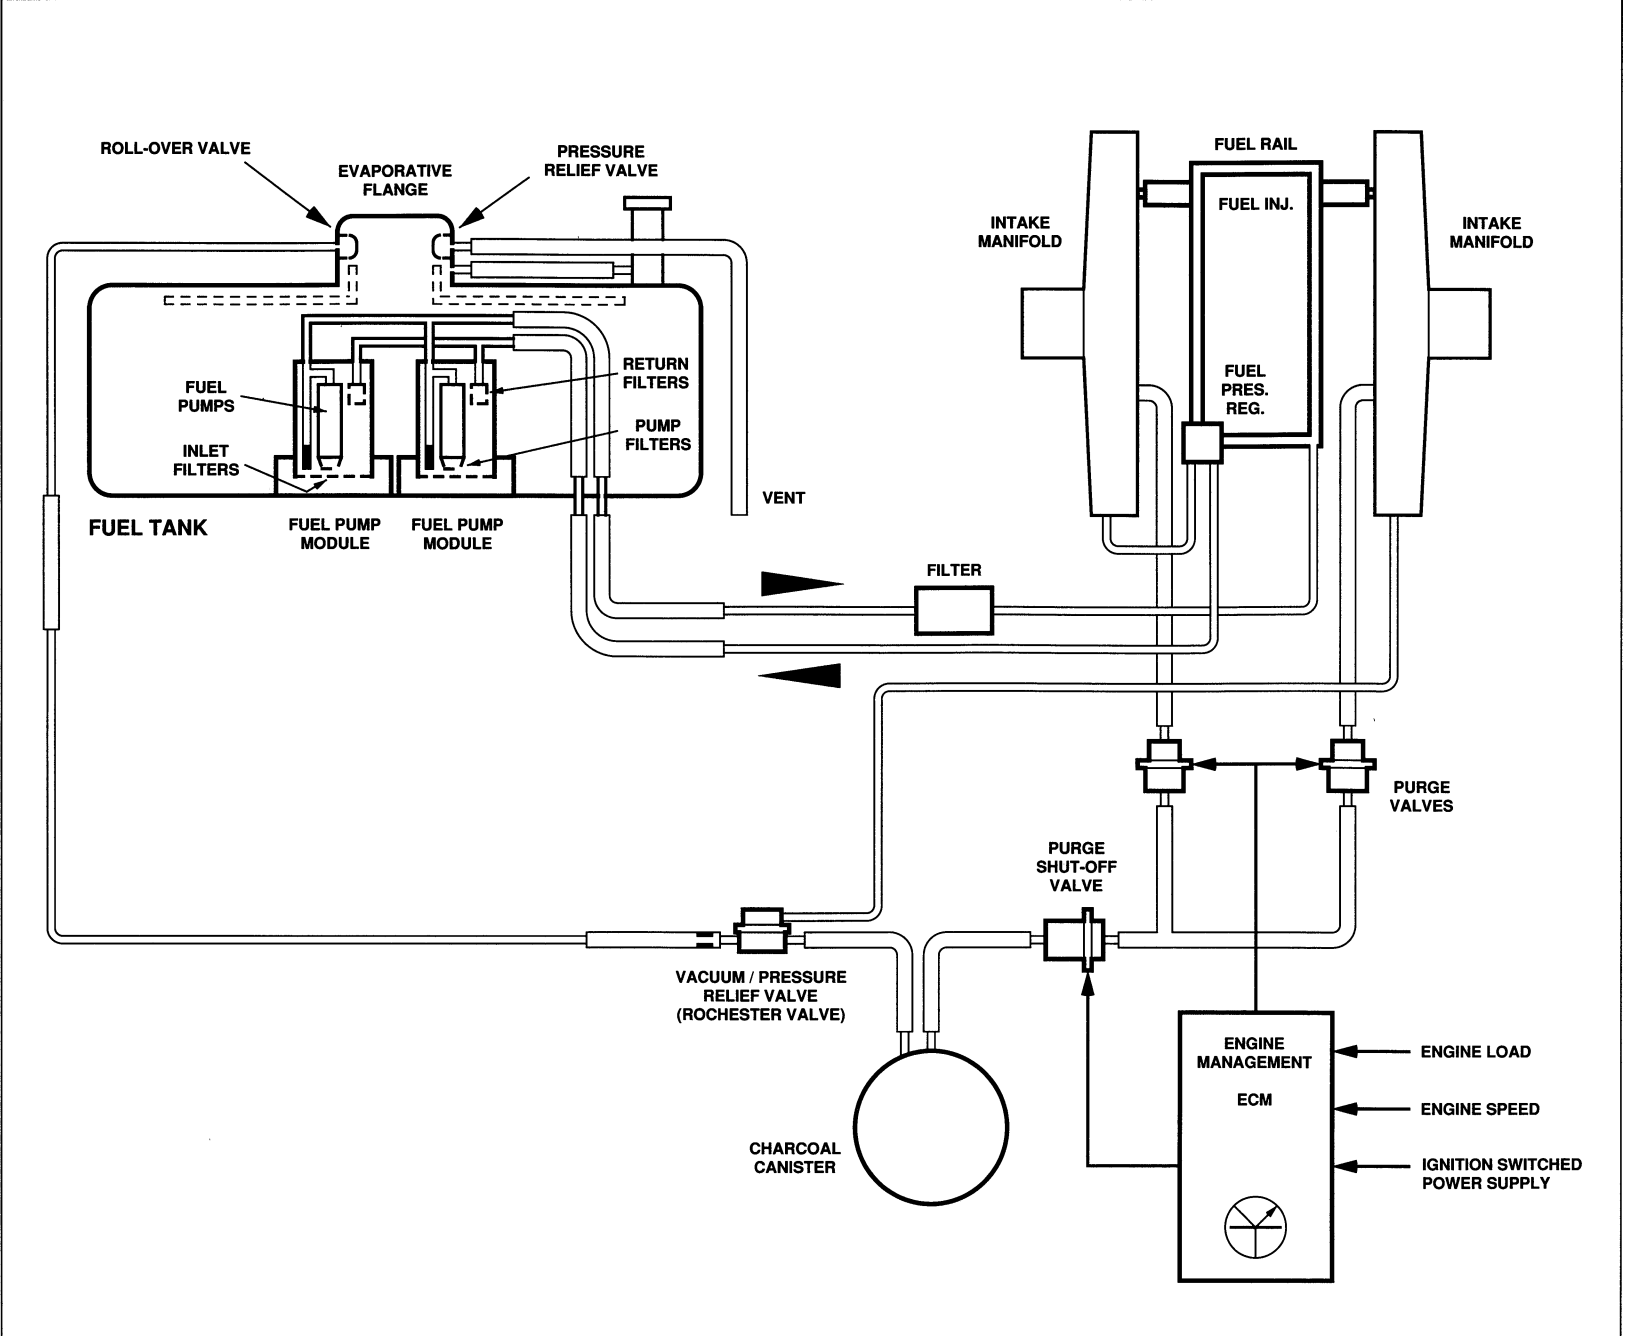 ROLL-OVER VALVE
EVAPORATIVE
FLANGE
PRESSURE
RELIEF VALVE
FUEL RAIL
FUEL INJ.
INTAKE
MANIFOLD
INTAKE
MANIFOLD
FUEL
PRES.
REG.
FUEL
PUMPS
INLET
FILTERS
RETURN
FILTERS
PUMP
FILTERS
VENT
FUEL TANK
FUEL PUMP
MODULE
FUEL PUMP
MODULE
FILTER
PURGE
VALVES
PURGE
SHUT-OFF
VALVE
VACUUM / PRESSURE
RELIEF VALVE
(ROCHESTER VALVE)
CHARCOAL
CANISTER
ENGINE
MANAGEMENT
ECM
ENGINE LOAD
ENGINE SPEED
IGNITION SWITCHED
POWER SUPPLY